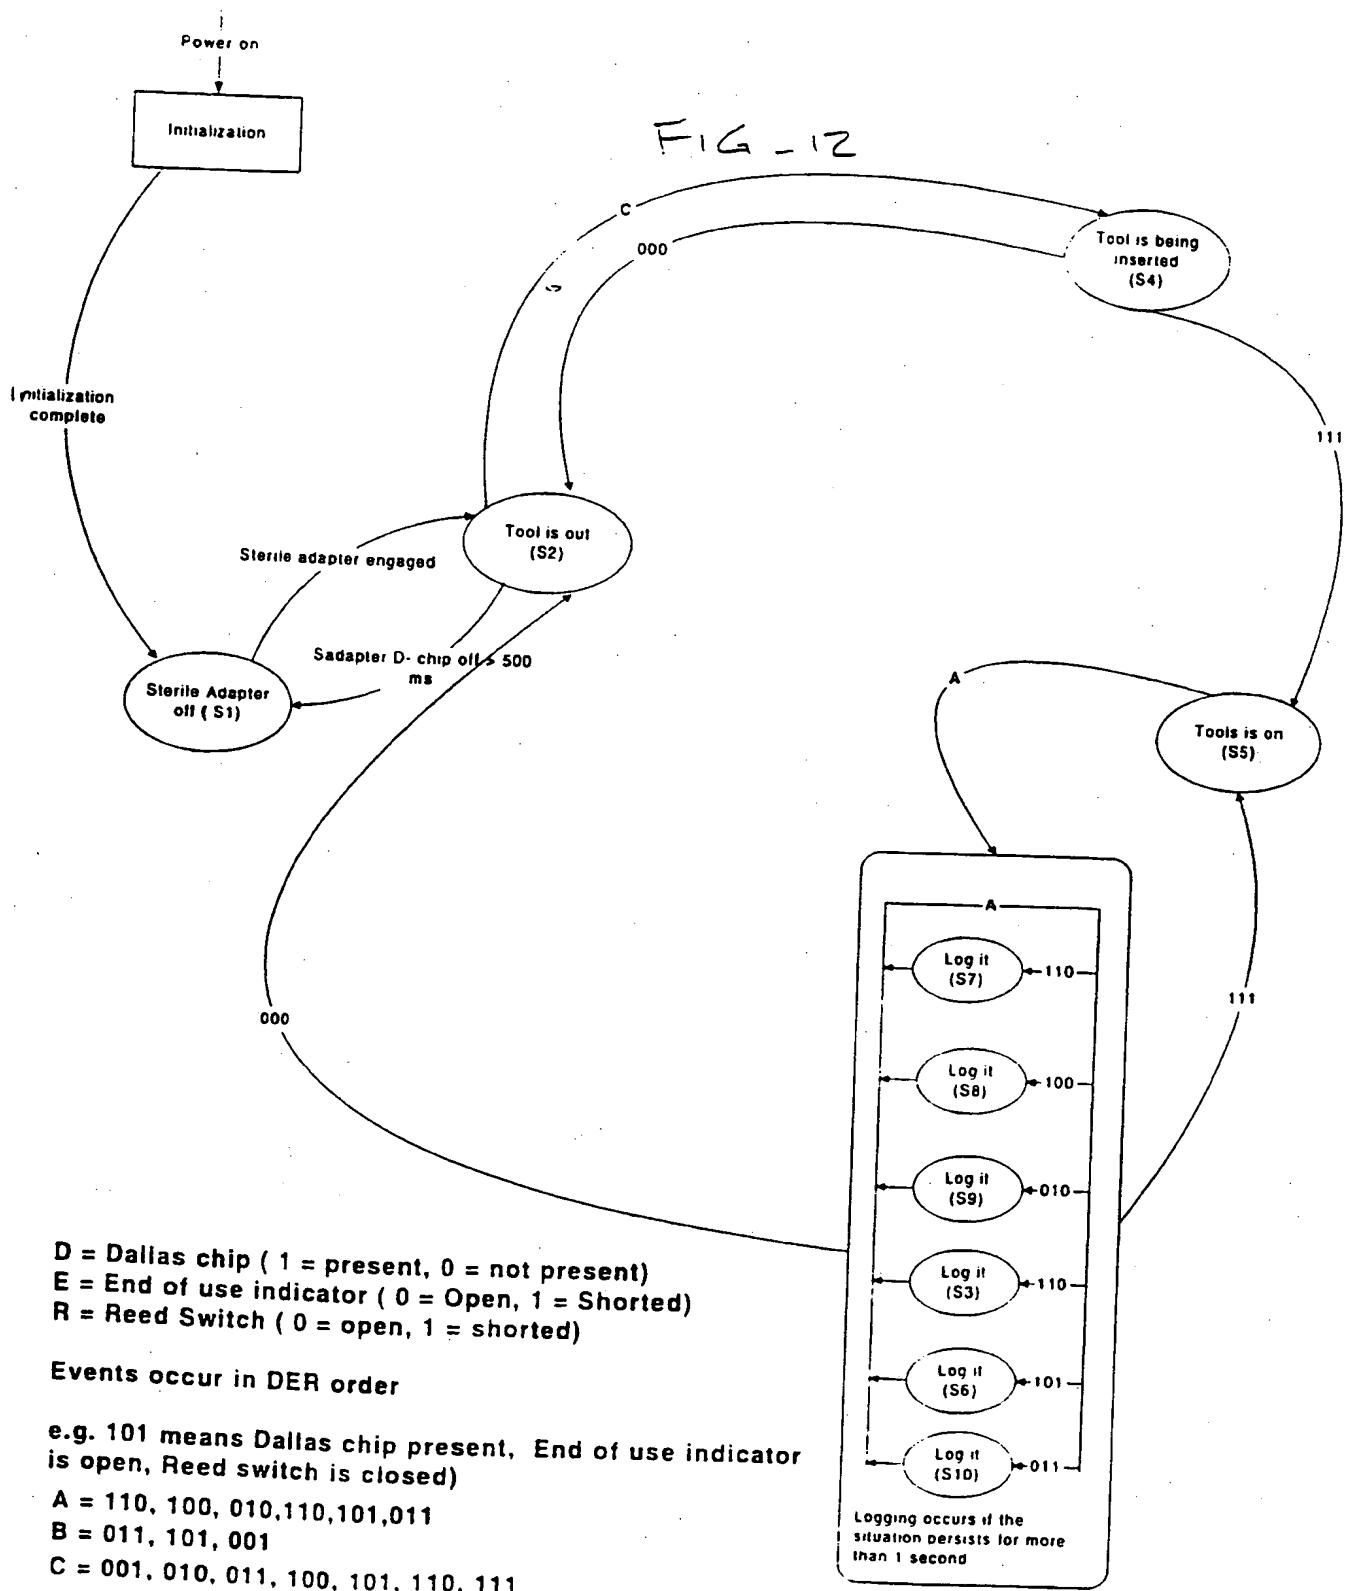 Power on
Initialization
FIG - 12
C
000
Tool is being
inserted
(S4)
111
Initialization
complete
Tool is out
(S2)
Sterile adapter engaged
Sadapter D- chip off > 500
ms
Sterile Adapter
off ( S1)
A
Tools is on
(S5)
A
Log it
(S7)
110
Log it
(S8)
100
Log it
(S9)
010
Log it
(S3)
110
Log it
(S6)
101
Log it
(S10)
011
Logging occurs if the
situation persists for more
than 1 second
111
000
D = Dallas chip ( 1 = present, 0 = not present)
E = End of use indicator ( 0 = Open, 1 = Shorted)
R = Reed Switch ( 0 = open, 1 = shorted)
Events occur in DER order
e.g. 101 means Dallas chip present, End of use indicator
is open, Reed switch is closed)
A = 110, 100, 010,110,101,011
B = 011, 101, 001
C = 001, 010, 011, 100, 101, 110, 111